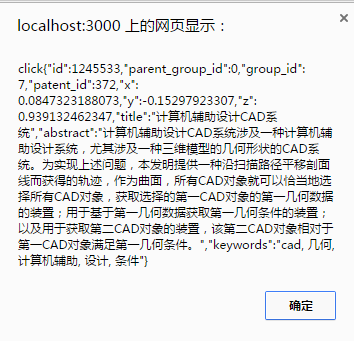 localhost:3000 上的网页显示：
click{"id":1245533,"parent_group_id":0,"group_id":
7,"patent_id":372,"x":
0.0847323188073,"y":-0.15297923307,"z":
0.939132462347,"title":"计算机辅助设计CAD系
统","abstract":"计算机辅助设计CAD系统涉及一种计算机辅
助设计系统，尤其涉及一种三维模型的几何形状的CAD系
统。为实现上述问题，本发明提供一种沿扫描路径平移剖面
线而获得的轨迹，作为曲面，所有CAD对象就可以恰当地选
择所有CAD对象，获取选择的第一CAD对象的第一几何数据
的装置；用于基于第一几何数据获取第一几何条件的装置；
以及用于获取第二CAD对象的装置，该第二CAD对象相对于
第一CAD对象满足第一几何条件。","keywords":"cad, 几何,
计算机辅助, 设计, 条件"}
确定